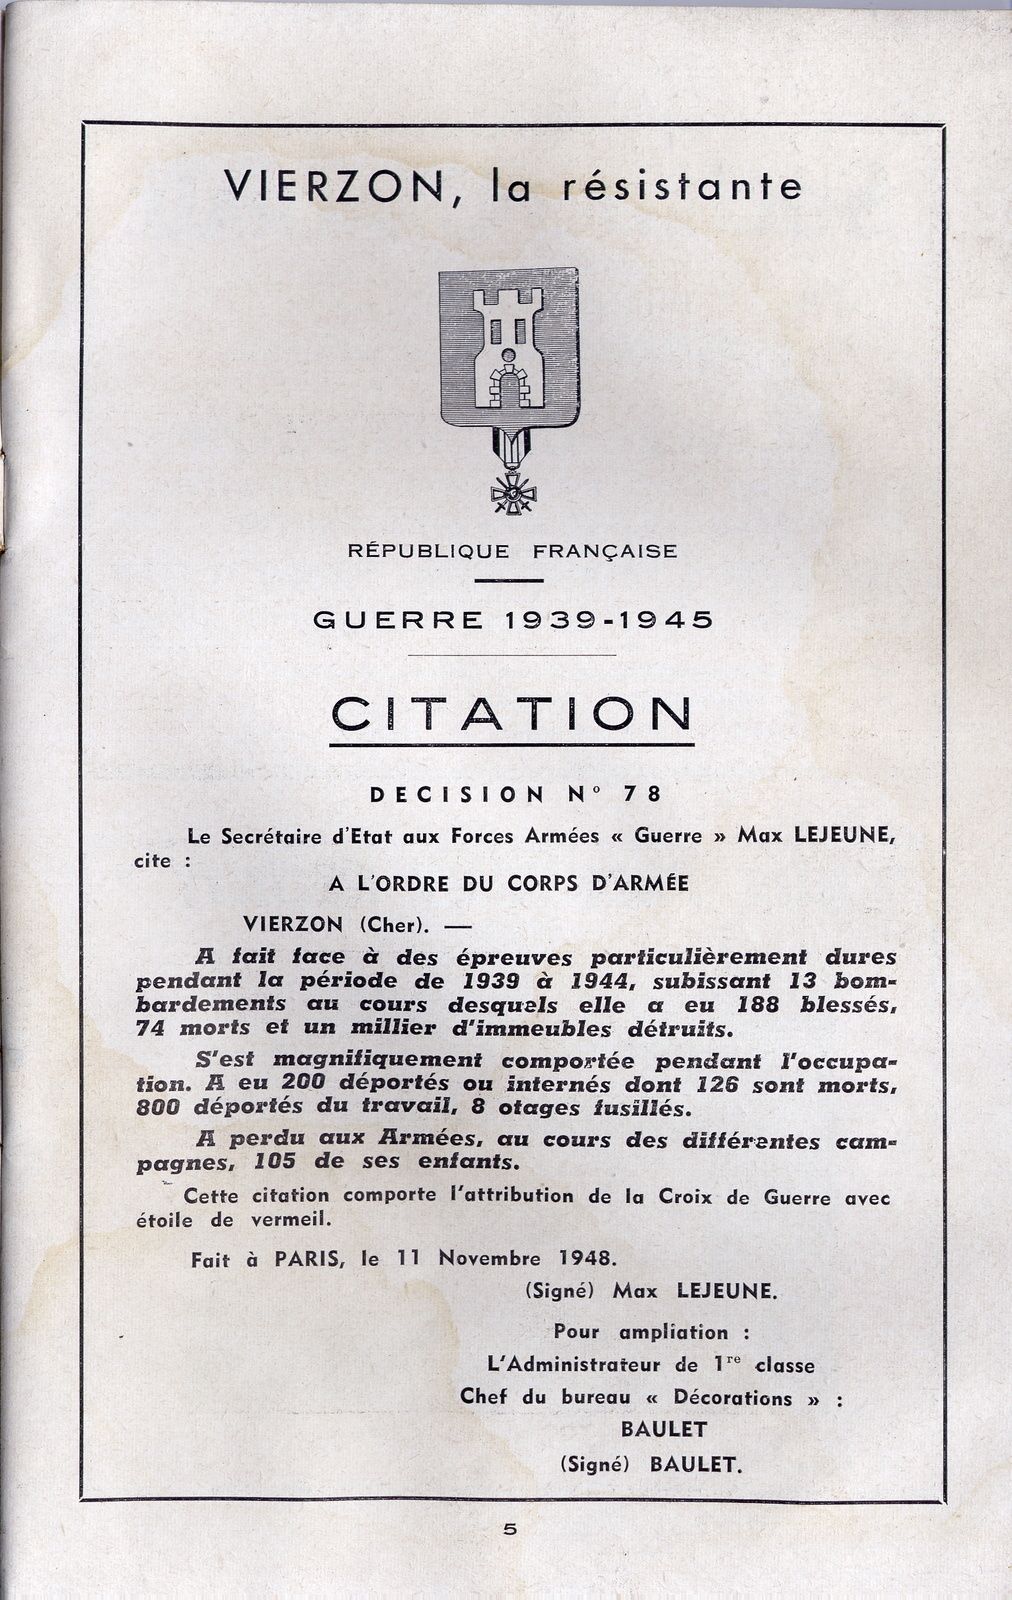 VIERZON, la résistante
RÉPUBLIQUE FRANÇAISE
GUERRE 1939-1945
CITATION
DECISION Nº 78
Le Secrétaire d'Etat aux Forces Armées « Guerre » Max LEJEUNE,
cite :
A L'ORDRE DU CORPS D'ARMÉE
VIERZON (Cher). —
A fait face à des épreuves particulièrement dures
pendant la période de 1939 à 1944, subissant 13 bom-
bardements au cours desquels elle a eu 188 blessés,
74 morts et un millier d'immeubles détruits.
S'est magnifiquement comportée pendant l'occupa-
tion. A eu 200 déportés ou internés dont 126 sont morts,
800 déportés du travail, 8 otages fusillés.
A perdu aux Armées, au cours des différentes cam-
pagnes, 105 de ses enfants.
Cette citation comporte l'attribution de la Croix de Guerre avec
étoile de vermeil.
Fait à PARIS, le 11 Novembre 1948.
(Signé) Max LEJEUNE.
Pour ampliation :
L'Administrateur de 1re classe
Chef du bureau « Décorations » :
BAULET
(Signé) BAULET.
5